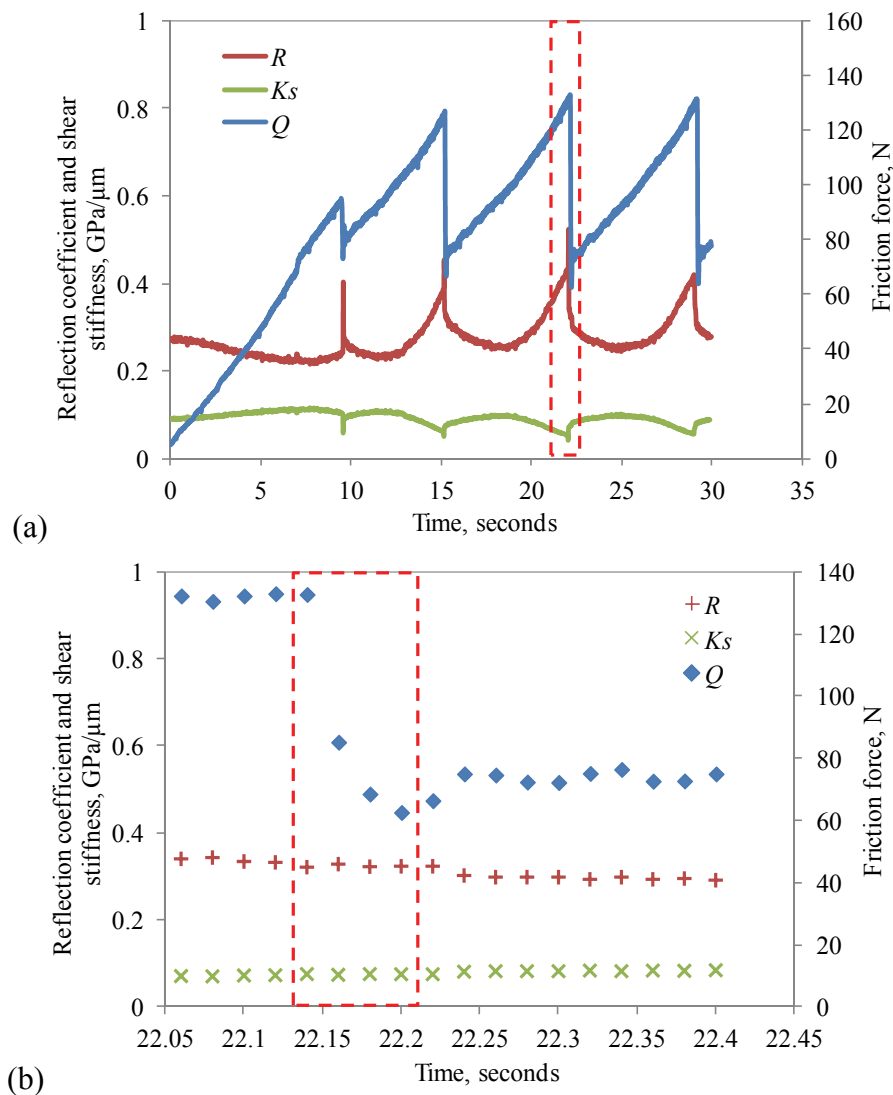 1
0.8
0.6
0.4
0.2
0
Reflection coefficient and shear
stiffness, GPa/µm
R
Ks
Q
160
140
120
100
80
60
40
20
0
Friction force, N
0 5 10 15 20 25 30 35
Time, seconds
(a)
1
0.8
0.6
0.4
0.2
0
Reflection coefficient and shear
stiffness, GPa/µm
R
Ks
Q
140
120
100
80
60
40
20
0
Friction force, N
22.05 22.1 22.15 22.2 22.25 22.3 22.35 22.4 22.45
Time, seconds
(b)